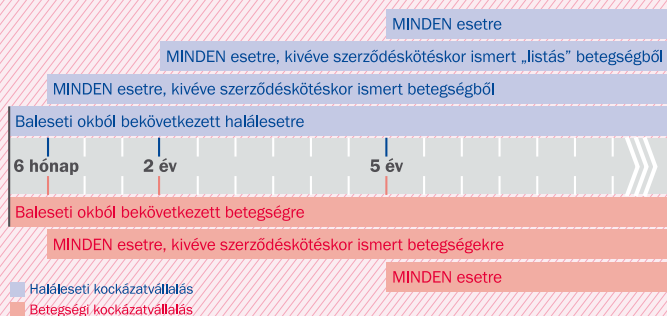 MINDEN esetre
MINDEN esetre, kivéve szerződéskötéskor ismert „listás” betegségből
MINDEN esetre, kivéve szerződéskötéskor ismert betegségből
Baleseti okból bekövetkezett halálesetre
6 hónap 2 év 5 év
Baleseti okból bekövetkezett betegségre
MINDEN esetre, kivéve szerződéskötéskor ismert betegségekre
MINDEN esetre
Haláleseti kockázatvállalás
Betegségi kockázatvállalás